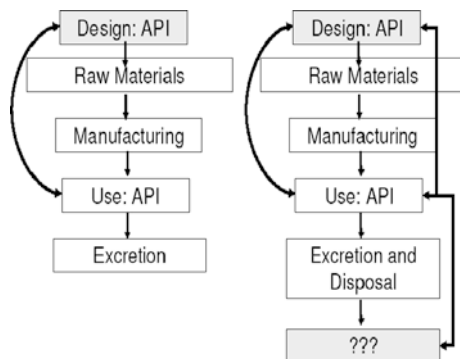 Design: API
Raw Materials
Manufacturing
Use: API
Excretion
Design: API
Raw Materials
Manufacturing
Use: API
Excretion and
Disposal
???